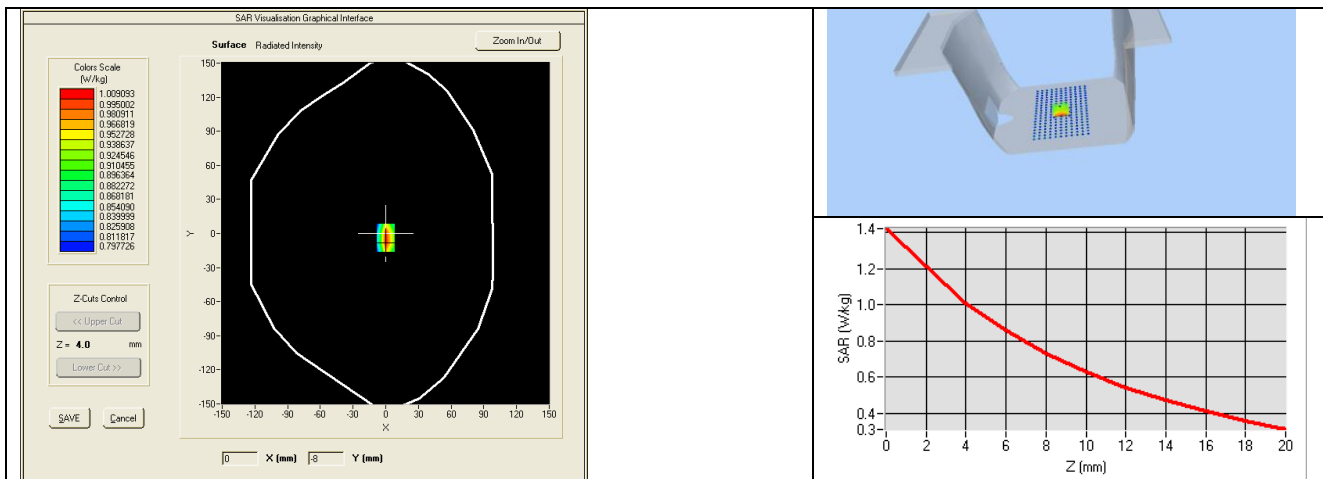 SAR Visualisation Graphical Interface
Surface Radiated Intensity
Zoom In/Out
Colors Scale
(W/kg)
1.009093
0.995002
0.980911
0.966819
0.952728
0.938637
0.924546
0.910455
0.896364
0.882272
0.868181
0.854090
0.839999
0.825908
0.811817
0.797726
Z-Cuts Control
<< Upper Cut
Z = 4.0 mm
Lower Cut >>
SAVE Cancel
150
120
90
60
30
0
-30
-60
-90
-120
-150
Y
-150 -120 -90 -60 -30 0 30 60 90 120 150
X
0 X (mm) -8 Y (mm)
1.4
1.2
1.0
0.8
0.6
0.4
0.3
SAR (W/kg)
0 2 4 6 8 10 12 14 16 18 20
Z (mm)